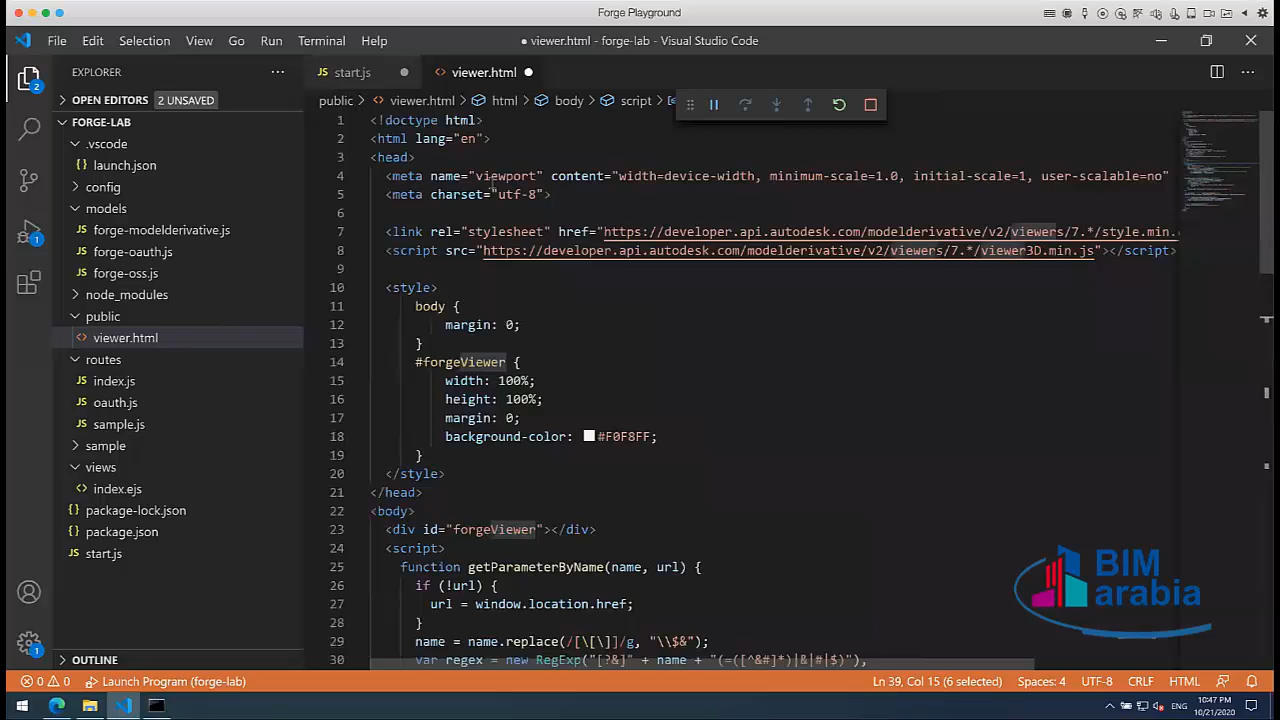 Forge Playground
File Edit Selection View Go Run Terminal Help
● viewer.html - forge-lab - Visual Studio Code
EXPLORER
JS start.js
<> viewer.html
OPEN EDITORS 2 UNSAVED
public > <> viewer.html > html > body > script >
FORGE-LAB
.vscode
{} launch.json
config
models
JS forge-modelderivative.js
JS forge-oauth.js
JS forge-oss.js
node_modules
public
<> viewer.html
routes
JS index.js
JS oauth.js
JS sample.js
sample
views
<> index.ejs
{} package-lock.json
{} package.json
JS start.js
OUTLINE
1 <!doctype html>
2 <html lang="en">
3 <head>
4 <meta name="viewport" content="width=device-width, minimum-scale=1.0, initial-scale=1, user-scalable=no"
5 <meta charset="utf-8">
6
7 <link rel="stylesheet" href="https://developer.api.autodesk.com/modelderivative/v2/viewers/7.*/style.min.
8 <script src="https://developer.api.autodesk.com/modelderivative/v2/viewers/7.*/viewer3D.min.js"></script>
9
10 <style>
11 body {
12 margin: 0;
13 }
14 #forgeViewer {
15 width: 100%;
16 height: 100%;
17 margin: 0;
18 background-color: #F0F8FF;
19 }
20 </style>
21 </head>
22 <body>
23 <div id="forgeViewer"></div>
24 <script>
25 function getParameterByName(name, url) {
26 if (!url) {
27 url = window.location.href;
28 }
29 name = name.replace(/[\[\]]/g, "\\$&");
30 var regex = new RegExp("[?&]" + name + "(=([^&#]*)|&|#|$)"),
BIM
arabia
2
1
1
0 0 Launch Program (forge-lab)
Ln 39, Col 15 (6 selected) Spaces: 4 UTF-8 CRLF HTML
ENG
10:47 PM
10/21/2020